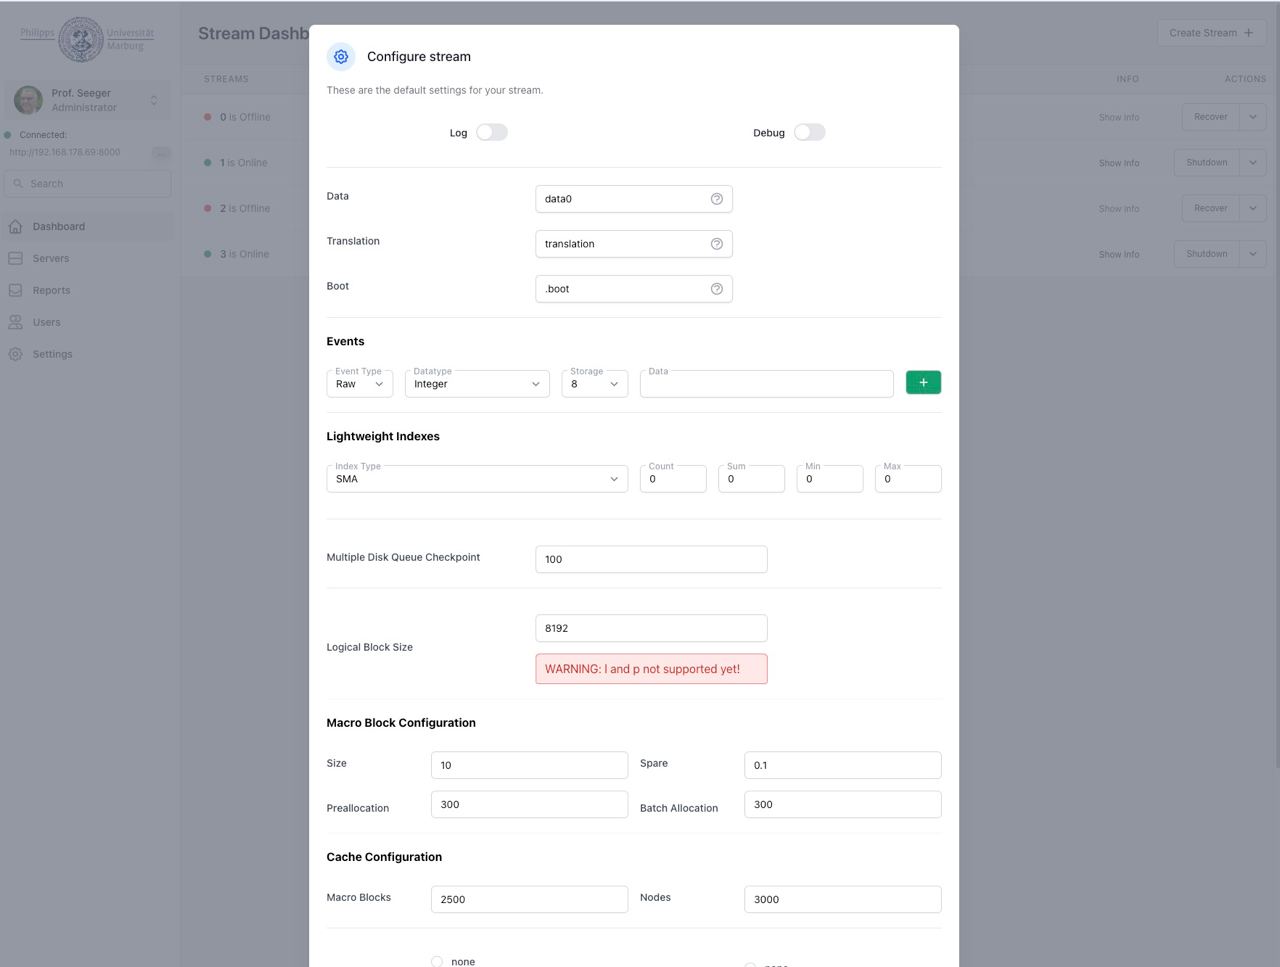 Philipps Universität
Marburg
Stream Dashb
Create Stream +
STREAMS
INFO
ACTIONS
Prof. Seeger
Administrator
Connected:
http://192.168.178.69:8000
...
Search
Dashboard
Servers
Reports
Users
Settings
0 is Offline
Show Info
Recover
1 is Online
Show Info
Shutdown
2 is Offline
Show Info
Recover
3 is Online
Show Info
Shutdown
Configure stream
These are the default settings for your stream.
Log
Debug
Data
data0
Translation
translation
Boot
.boot
Events
Event Type
Raw
Datatype
Integer
Storage
8
Data
+
Lightweight Indexes
Index Type
SMA
Count
0
Sum
0
Min
0
Max
0
Multiple Disk Queue Checkpoint
100
Logical Block Size
8192
WARNING: l and p not supported yet!
Macro Block Configuration
Size
10
Spare
0.1
Preallocation
300
Batch Allocation
300
Cache Configuration
Macro Blocks
2500
Nodes
3000
none